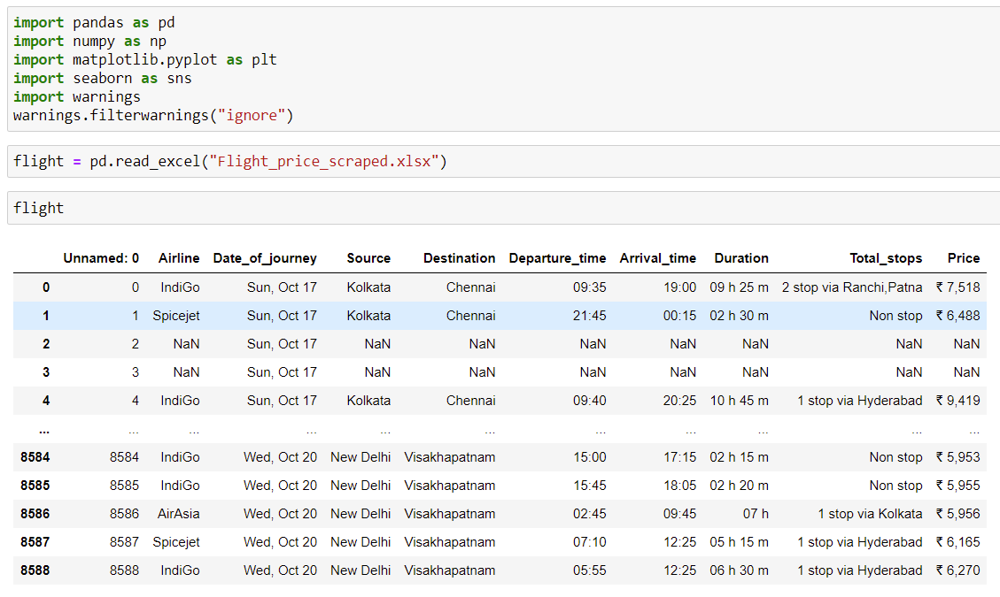 import pandas as pd
import numpy as np
import matplotlib.pyplot as plt
import seaborn as sns
import warnings
warnings.filterwarnings("ignore")
flight = pd.read_excel("Flight_price_scraped.xlsx")
flight
Unnamed: 0 Airline Date_of_journey Source Destination Departure_time Arrival_time Duration Total_stops Price
0 0 IndiGo Sun, Oct 17 Kolkata Chennai 09:35 19:00 09 h 25 m 2 stop via Ranchi,Patna ₹ 7,518
1 1 Spicejet Sun, Oct 17 Kolkata Chennai 21:45 00:15 02 h 30 m Non stop ₹ 6,488
2 2 NaN Sun, Oct 17 NaN NaN NaN NaN NaN NaN NaN
3 3 NaN Sun, Oct 17 NaN NaN NaN NaN NaN NaN NaN
4 4 IndiGo Sun, Oct 17 Kolkata Chennai 09:40 20:25 10 h 45 m 1 stop via Hyderabad ₹ 9,419
... ... ... ... ... ... ... ... ... ... ...
8584 8584 IndiGo Wed, Oct 20 New Delhi Visakhapatnam 15:00 17:15 02 h 15 m Non stop ₹ 5,953
8585 8585 IndiGo Wed, Oct 20 New Delhi Visakhapatnam 15:45 18:05 02 h 20 m Non stop ₹ 5,955
8586 8586 AirAsia Wed, Oct 20 New Delhi Visakhapatnam 02:45 09:45 07 h 1 stop via Kolkata ₹ 5,956
8587 8587 Spicejet Wed, Oct 20 New Delhi Visakhapatnam 07:10 12:25 05 h 15 m 1 stop via Hyderabad ₹ 6,165
8588 8588 IndiGo Wed, Oct 20 New Delhi Visakhapatnam 05:55 12:25 06 h 30 m 1 stop via Hyderabad ₹ 6,270